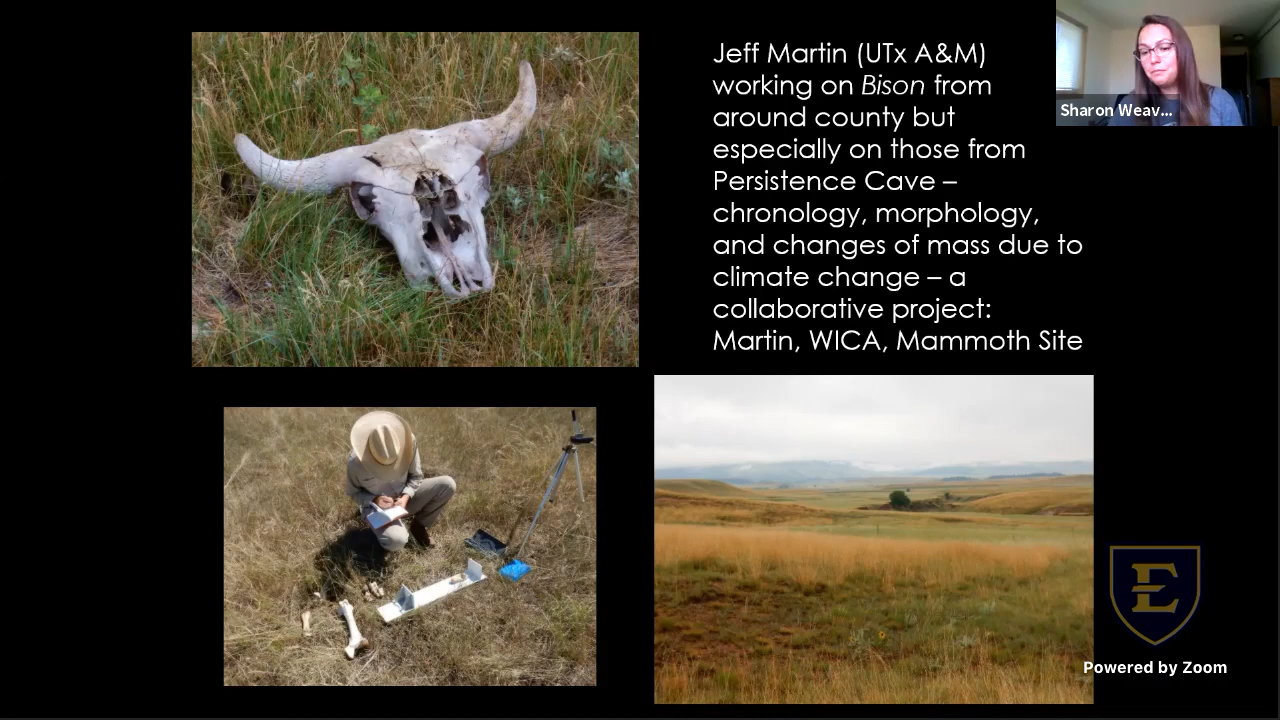 Jeff Martin (UTx A&M)
working on Bison from
around county but
especially on those from
Persistence Cave –
chronology, morphology,
and changes of mass due to
climate change – a
collaborative project:
Martin, WICA, Mammoth Site
Sharon Weav...
E
Powered by Zoom